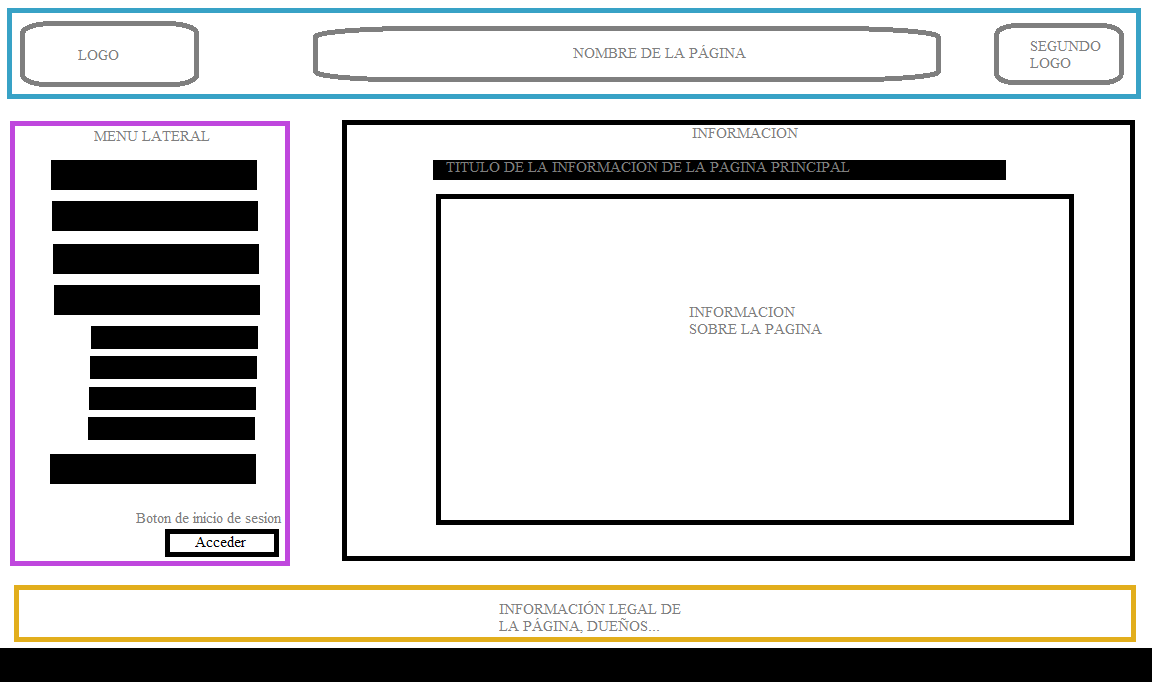 LOGO
NOMBRE DE LA PÁGINA
SEGUNDO
LOGO
MENU LATERAL
INFORMACION
TITULO DE LA INFORMACION DE LA PAGINA PRINCIPAL
INFORMACION
SOBRE LA PAGINA
Boton de inicio de sesion
Acceder
INFORMACIÓN LEGAL DE
LA PÁGINA, DUEÑOS...